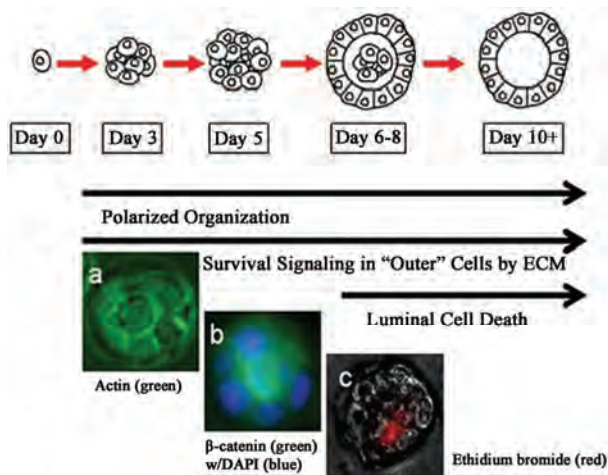 Day 0 Day 3 Day 5 Day 6-8 Day 10+
Polarized Organization
Survival Signaling in "Outer" Cells by ECM
Luminal Cell Death
a
b
c
Actin (green)
β-catenin (green)
w/DAPI (blue)
Ethidium bromide (red)